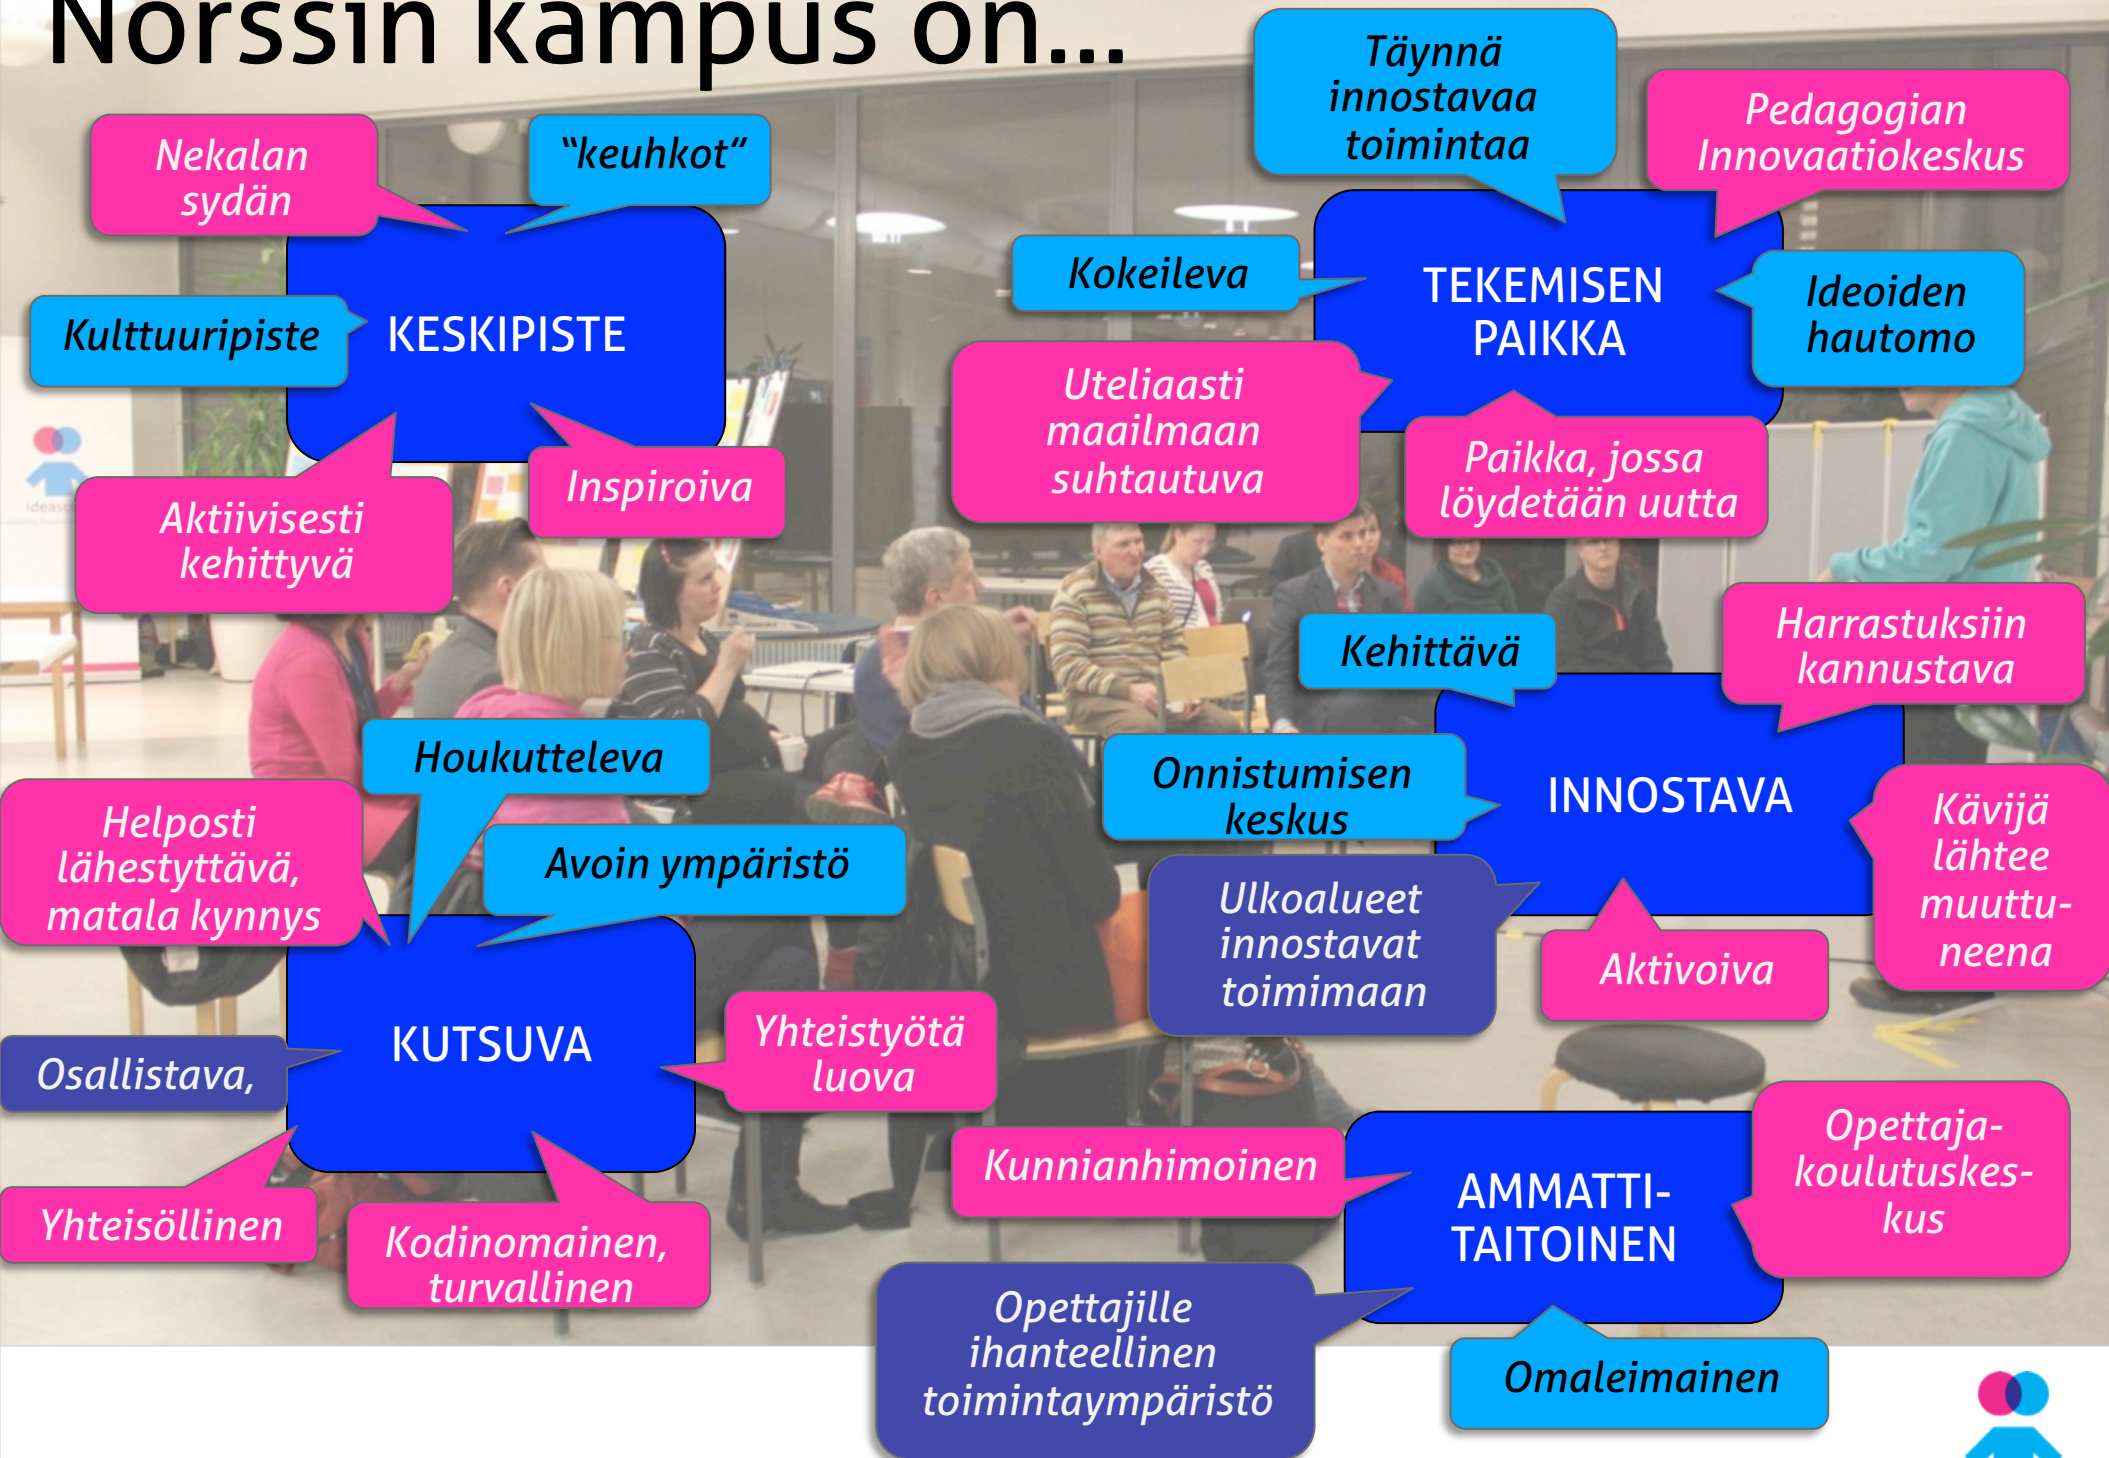 Norssin kampus on...
Nekalan
sydän
“keuhkot“
Kulttuuripiste
KESKIPISTE
Aktiivisesti
kehittyvä
Inspiroiva
Täynnä
innostavaa
toimintaa
Pedagogian
Innovaatiokeskus
Kokeileva
TEKEMISEN
PAIKKA
Ideoiden
hautomo
Uteliaasti
maailmaan
suhtautuva
Paikka, jossa
löydetään uutta
Kehittävä
Harrastuksiin
kannustava
Onnistumisen
keskus
INNOSTAVA
Kävijä
lähtee
muuttu-
neena
Ulkoalueet
innostavat
toimimaan
Aktivoiva
Houkutteleva
Helposti
lähestyttävä,
matala kynnys
Avoin ympäristö
KUTSUVA
Osallistava,
Yhteistyötä
luova
Yhteisöllinen
Kodinomainen,
turvallinen
Kunnianhimoinen
AMMATTI-
TAITOINEN
Opettaja-
koulutuskes-
kus
Opettajille
ihanteellinen
toimintaympäristö
Omaleimainen